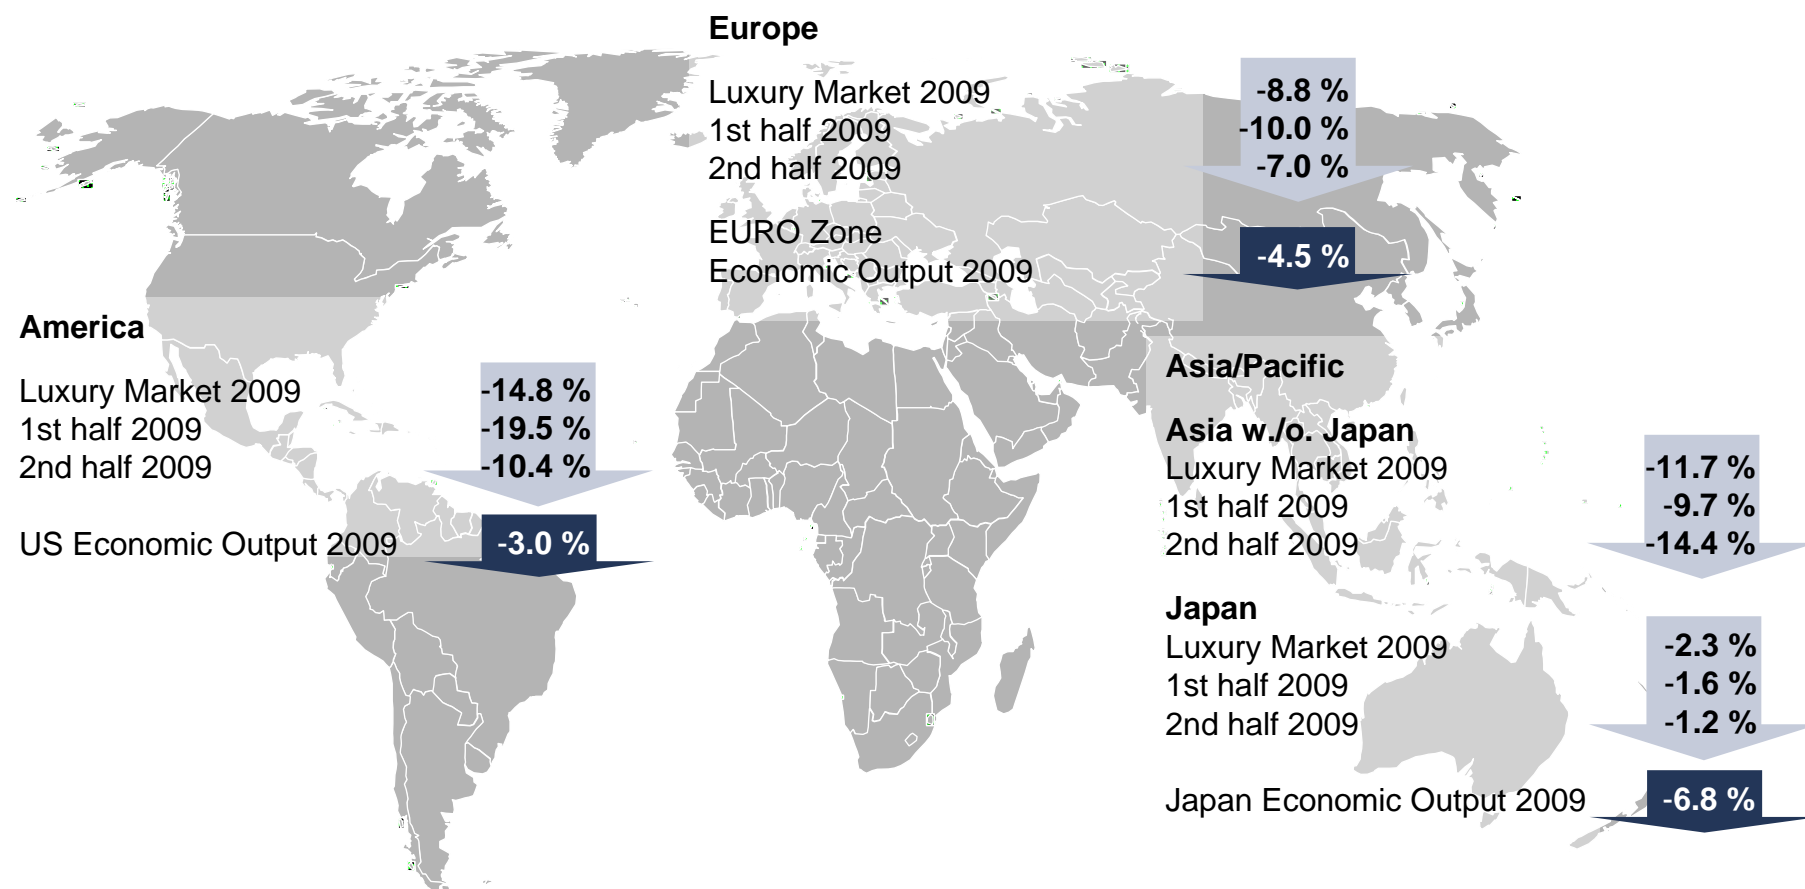 Europe
Luxury Market 2009 -8.8 %
1st half 2009 -10.0 %
2nd half 2009 -7.0 %
EURO Zone
Economic Output 2009 -4.5 %
America
Luxury Market 2009 -14.8 %
1st half 2009 -19.5 %
2nd half 2009 -10.4 %
US Economic Output 2009 -3.0 %
Asia/Pacific
Asia w./o. Japan
Luxury Market 2009 -11.7 %
1st half 2009 -9.7 %
2nd half 2009 -14.4 %
Japan
Luxury Market 2009 -2.3 %
1st half 2009 -1.6 %
2nd half 2009 -1.2 %
Japan Economic Output 2009 -6.8 %